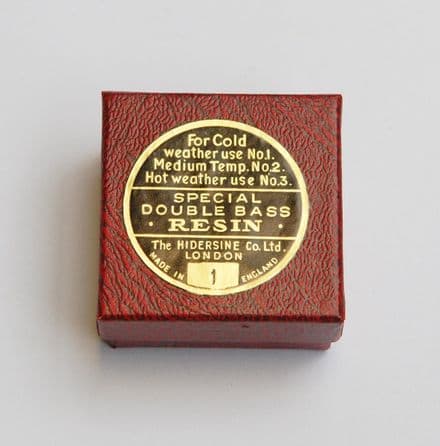 For Cold
weather use No.1.
Medium Temp. No.2.
Hot weather use No.3.
SPECIAL
DOUBLE BASS
· RESIN ·
The HIDERSINE Co. Ltd.
LONDON
MADE IN ENGLAND
1